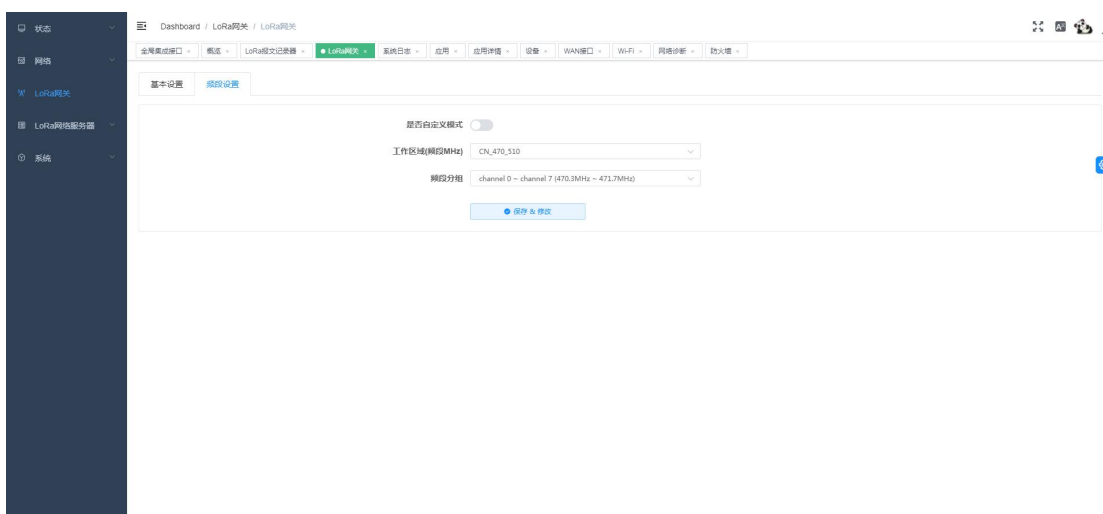 状态
网络
LoRa网关
LoRa网络服务器
系统
Dashboard / LoRa网关 / LoRa网关
全局集成接口 × 概览 × LoRa报文记录器 × LoRa网关 × 系统日志 × 应用 × 应用详情 × 设备 × WAN接口 × Wi-Fi × 网络诊断 × 防火墙 ×
基本设置 频段设置
是否自定义模式
工作区域(频段MHz) CN_470_510
频段分组 channel 0 ~ channel 7 (470.3MHz ~ 471.7MHz)
保存 & 修改